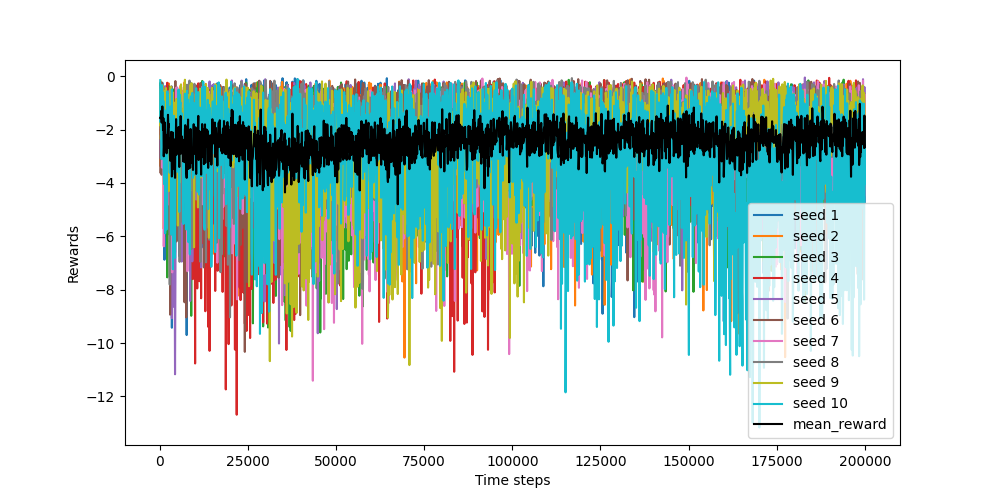 0
−2
−4
−6
−8
−10
−12
Rewards
0
25000
50000
75000
100000
125000
150000
175000
200000
Time steps
seed 1
seed 2
seed 3
seed 4
seed 5
seed 6
seed 7
seed 8
seed 9
seed 10
mean_reward